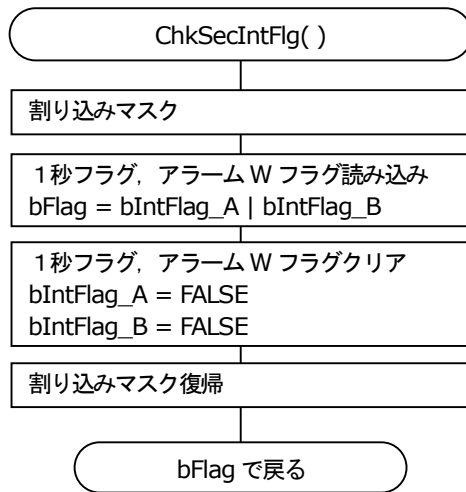 ChkSecIntFlg( )
割り込みマスク
１秒フラグ，アラーム W フラグ読み込み
bFlag = bIntFlag_A | bIntFlag_B
１秒フラグ，アラーム W フラグクリア
bIntFlag_A = FALSE
bIntFlag_B = FALSE
割り込みマスク復帰
bFlag で戻る